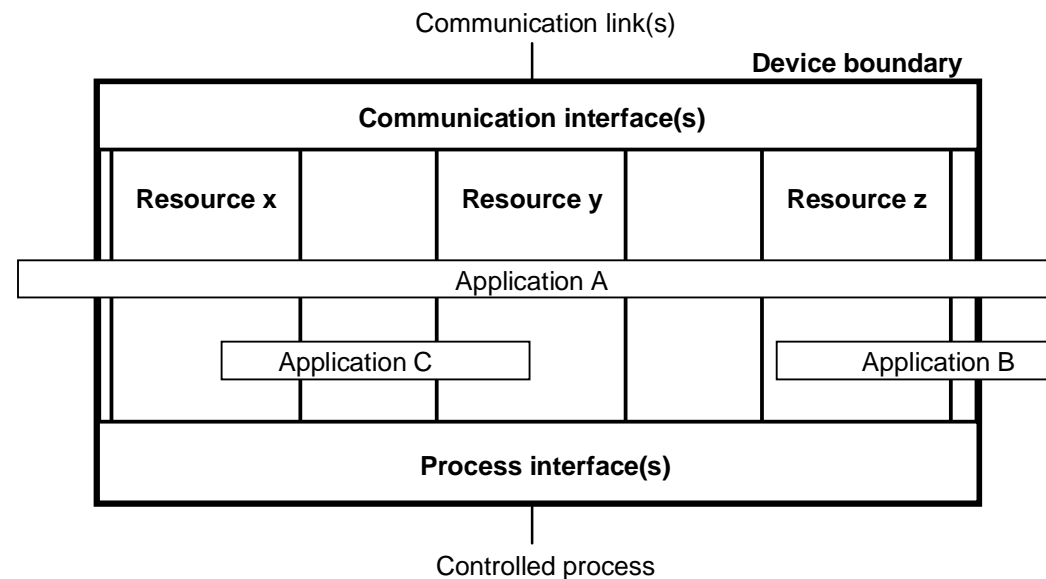 Communication link(s)
Device boundary
Communication interface(s)
Resource x
Resource y
Resource z
Application A
Application C
Application B
Process interface(s)
Controlled process